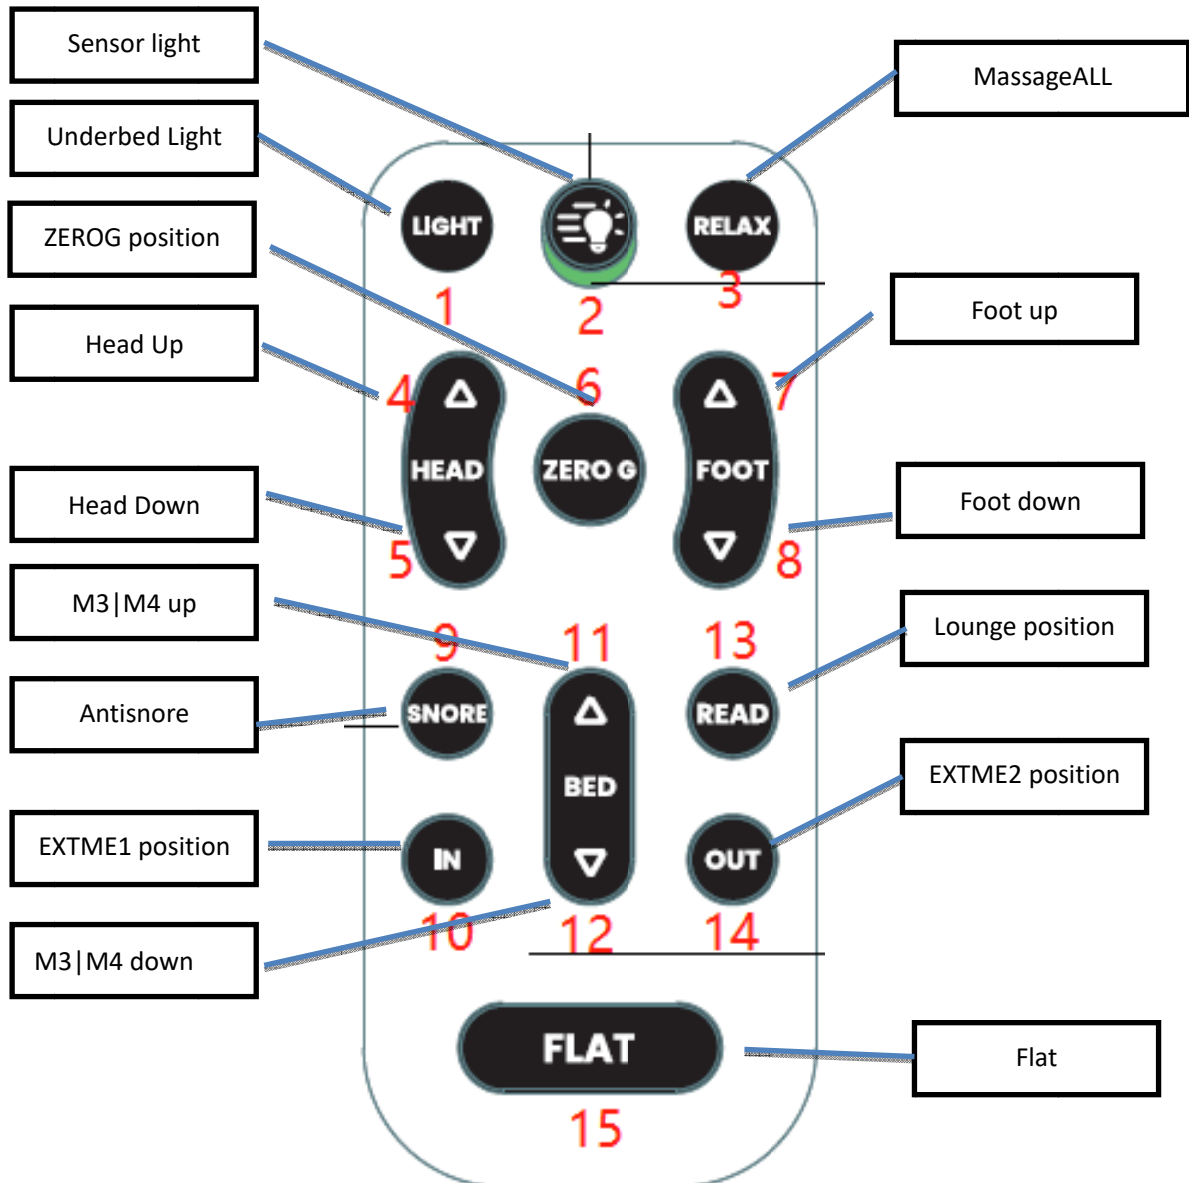 Sensor light
MassageALL
Underbed Light
LIGHT
RELAX
ZEROG position
1
2
3
Foot up
Head Up
4
6
7
HEAD
ZERO G
FOOT
Head Down
Foot down
5
8
M3|M4 up
9
11
13
Lounge position
Antisnore
SNORE
READ
BED
EXTME2 position
EXTME1 position
IN
OUT
10
12
14
M3|M4 down
FLAT
Flat
15